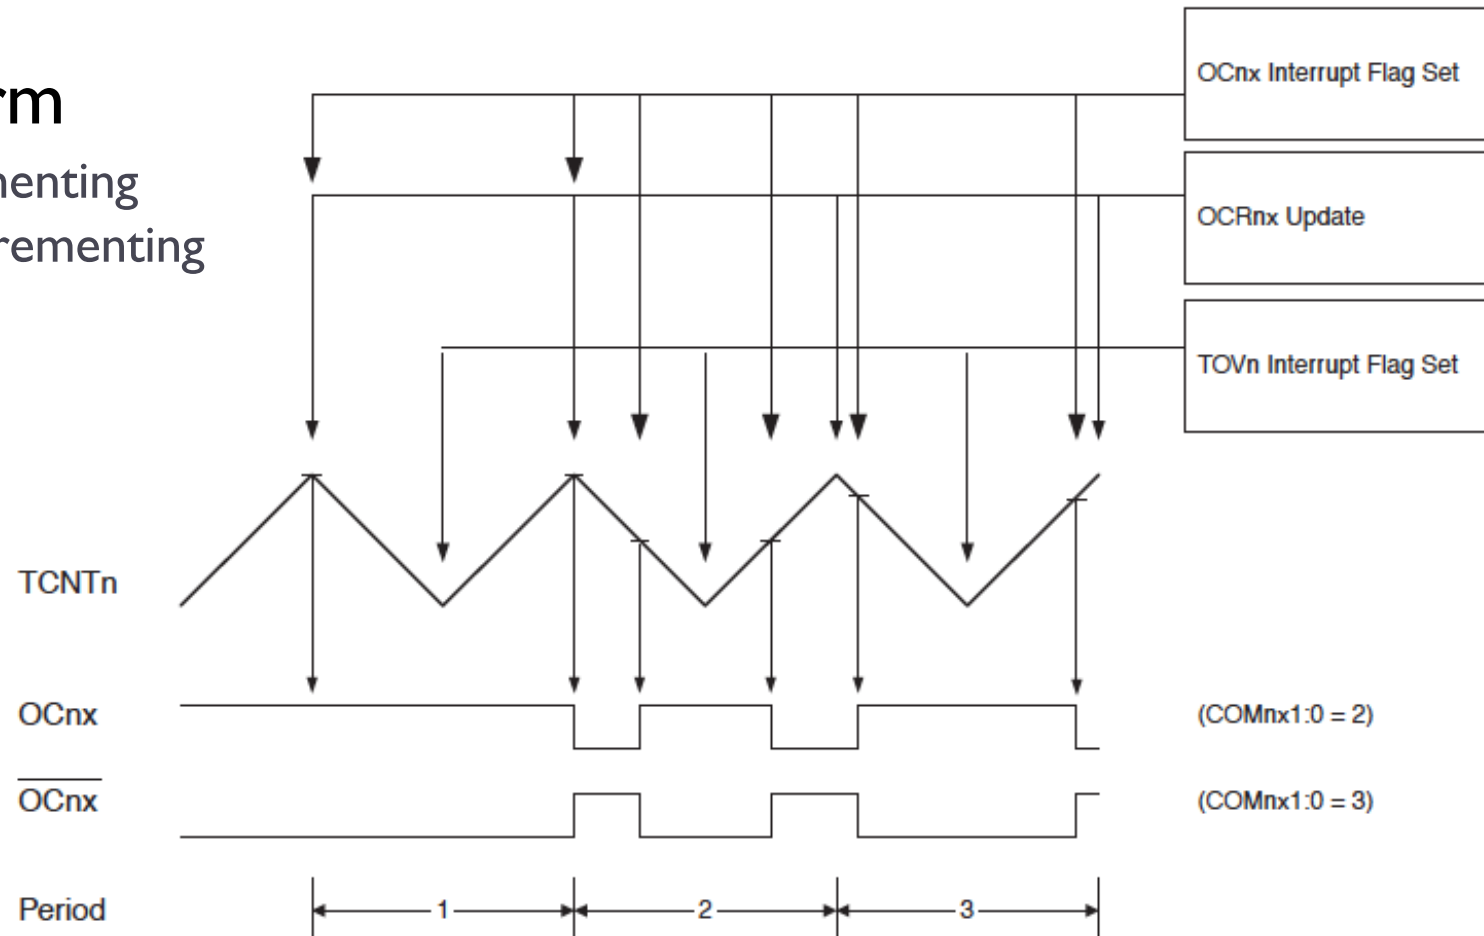 rm
nenting
rementing
OCnx Interrupt Flag Set
OCRnx Update
TOVn Interrupt Flag Set
TCNTn
OCnx
(COMnx1:0 = 2)
OCnx
(COMnx1:0 = 3)
Period
1
2
3